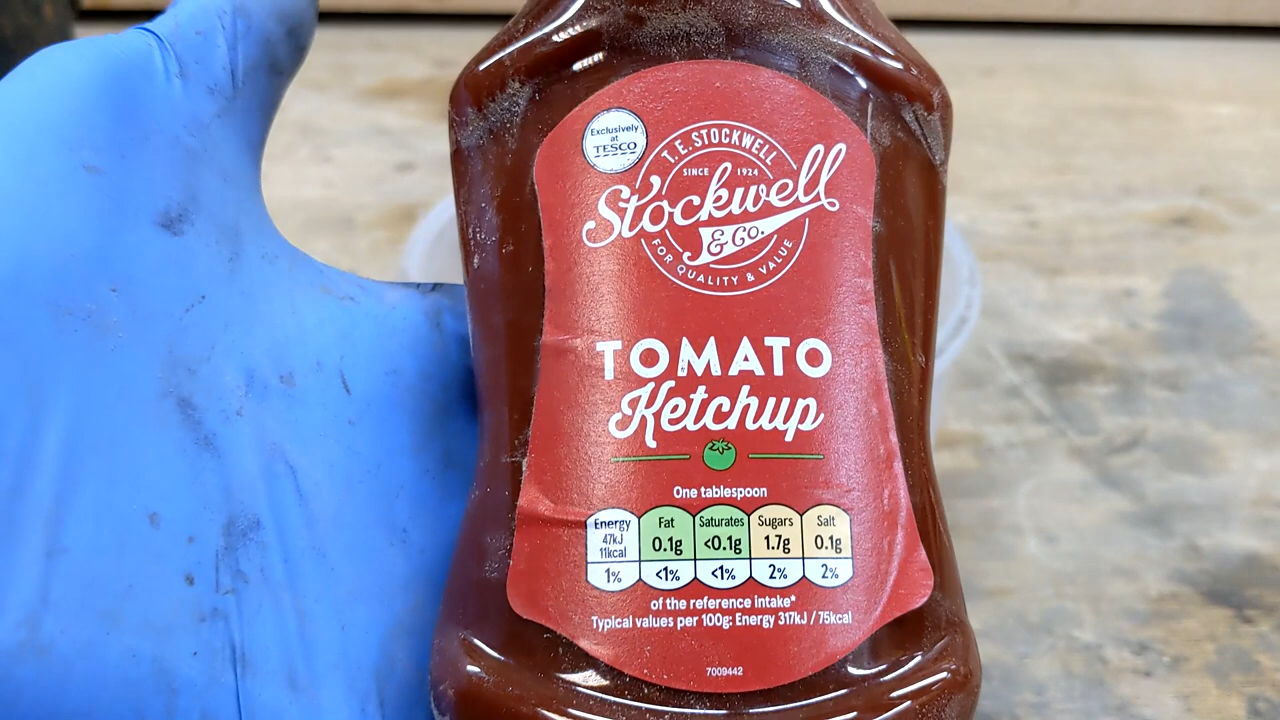 Exclusively
at
TESCO
T. E. STOCKWELL
SINCE 1924
Stockwell
& Co.
FOR QUALITY & VALUE
TOMATO
Ketchup
One tablespoon
Energy Fat Saturates Sugars Salt
47kJ
11kcal 0.1g <0.1g 1.7g 0.1g
1% <1% <1% 2% 2%
of the reference intake*
Typical values per 100g: Energy 317kJ / 75kcal
7009442